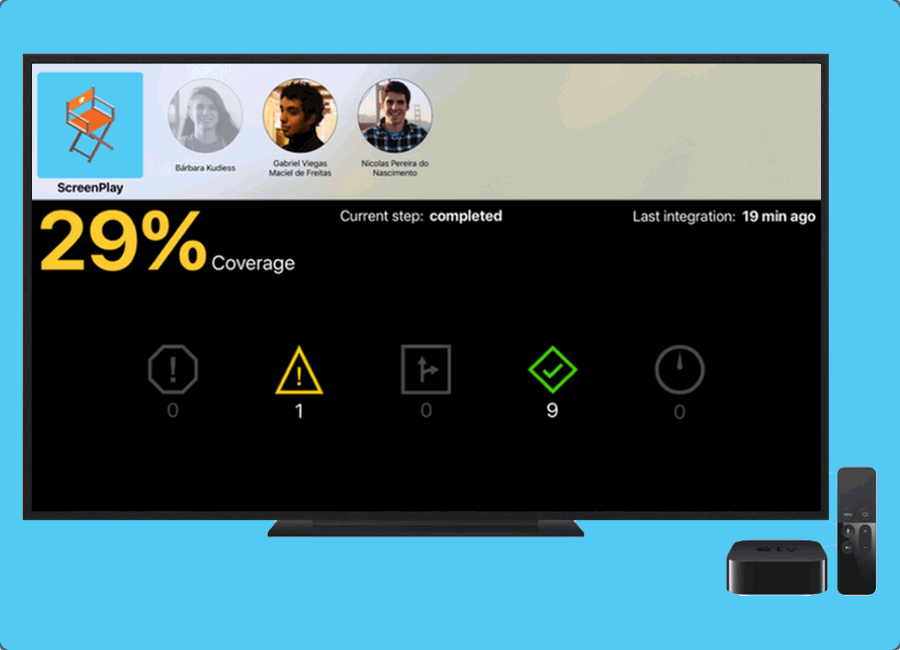 ScreenPlay
Bárbara Kudiess
Gabriel Viegas
Maciel de Freitas
Nicolas Pereira do
Nascimento
29% Coverage
Current step: completed
Last integration: 19 min ago
0
1
0
9
0
tv
MENU